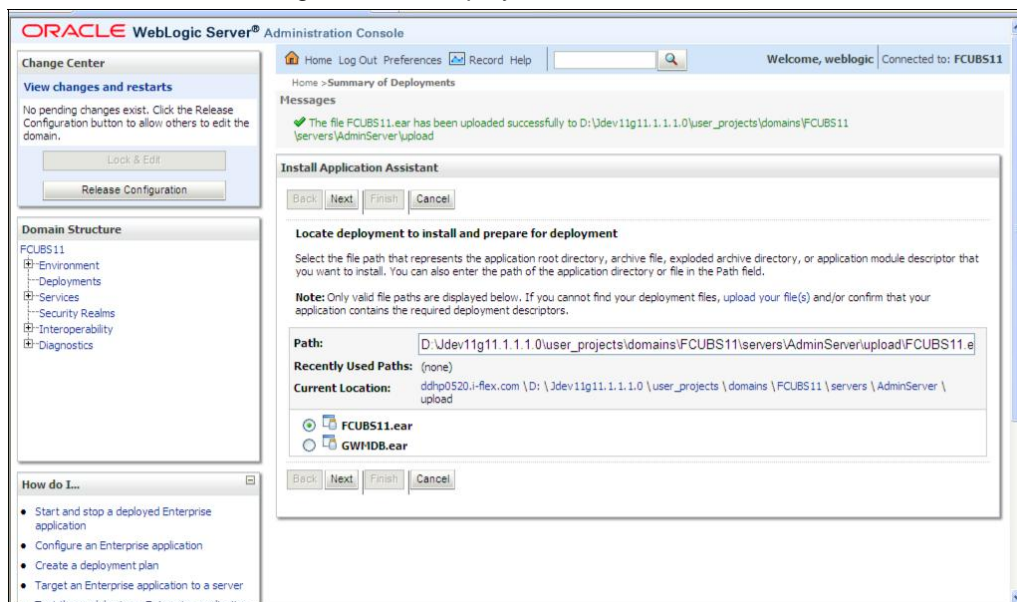 ORACLE WebLogic Server® Administration Console
Change Center
View changes and restarts
No pending changes exist. Click the Release
Configuration button to allow others to edit the
domain.
Lock & Edit
Release Configuration
Domain Structure
FCUBS11
Environment
Deployments
Services
Security Realms
Interoperability
Diagnostics
How do I...
Start and stop a deployed Enterprise
application
Configure an Enterprise application
Create a deployment plan
Target an Enterprise application to a server
Home Log Out Preferences Record Help
Welcome, weblogic Connected to: FCUBS11
Home >Summary of Deployments
Messages
The file FCUBS11.ear has been uploaded successfully to D:\Jdev11g11.1.1.1.0\user_projects\domains\FCUBS11
\servers\AdminServer\upload
Install Application Assistant
Back Next Finish Cancel
Locate deployment to install and prepare for deployment
Select the file path that represents the application root directory, archive file, exploded archive directory, or application module descriptor that
you want to install. You can also enter the path of the application directory or file in the Path field.
Note: Only valid file paths are displayed below. If you cannot find your deployment files, upload your file(s) and/or confirm that your
application contains the required deployment descriptors.
Path: D:\Jdev11g11.1.1.1.0\user_projects\domains\FCUBS11\servers\AdminServer\upload\FCUBS11.e
Recently Used Paths: (none)
Current Location: ddhp0520.i-flex.com \ D: \ Jdev11g11.1.1.1.0 \ user_projects \ domains \ FCUBS11 \ servers \ AdminServer \
upload
FCUBS11.ear
GWMDB.ear
Back Next Finish Cancel